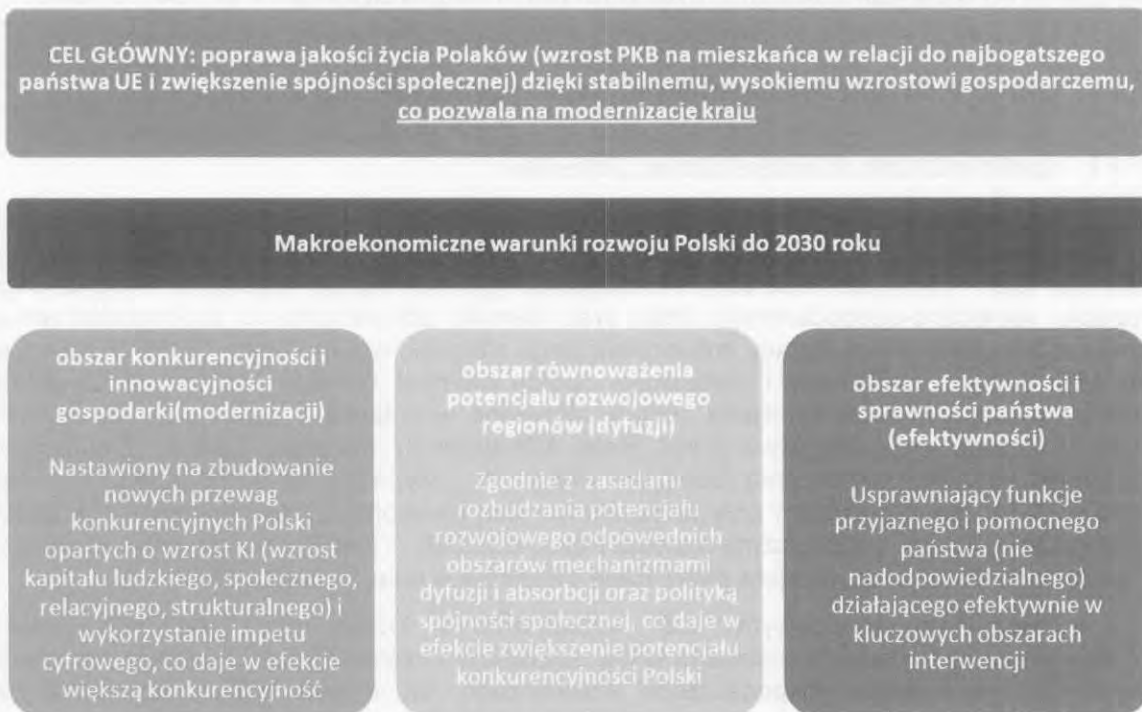 CEL GŁÓWNY: poprawa jakości życia Polaków (wzrost PKB na mieszkańca w relacji do najbogatszego
państwa UE i zwiększenie spójności społecznej) dzięki stabilnemu, wysokiemu wzrostowi gospodarczemu,
co pozwala na modernizację kraju
Makroekonomiczne warunki rozwoju Polski do 2030 roku
obszar konkurencyjności i
innowacyjności
gospodarki(modernizacji)
Nastawiony na zbudowanie
nowych przewag
konkurencyjnych Polski
opartych o wzrost KI (wzrost
kapitału ludzkiego, społecznego,
relacyjnego, strukturalnego) i
wykorzystanie impetu
cyfrowego, co daje w efekcie
większą konkurencyjność
obszar równoważenia
potencjału rozwojowego
regionów (dyfuzji)
Zgodnie z zasadami
rozbudzania potencjału
rozwojowego odpowednich
obszarów mechanizmami
dyfuzji i absorbcji oraz polityką
spójności społecznej, co daje w
efekcie zwiększenie potencjału
konkurencyjności Polski
obszar efektywności i
sprawności państwa
(efektywności)
Usprawniający funkcje
przyjaznego i pomocnego
państwa (nie
nadodpowiedzialnego)
działającego efektywnie w
kluczowych obszarach
interwencji